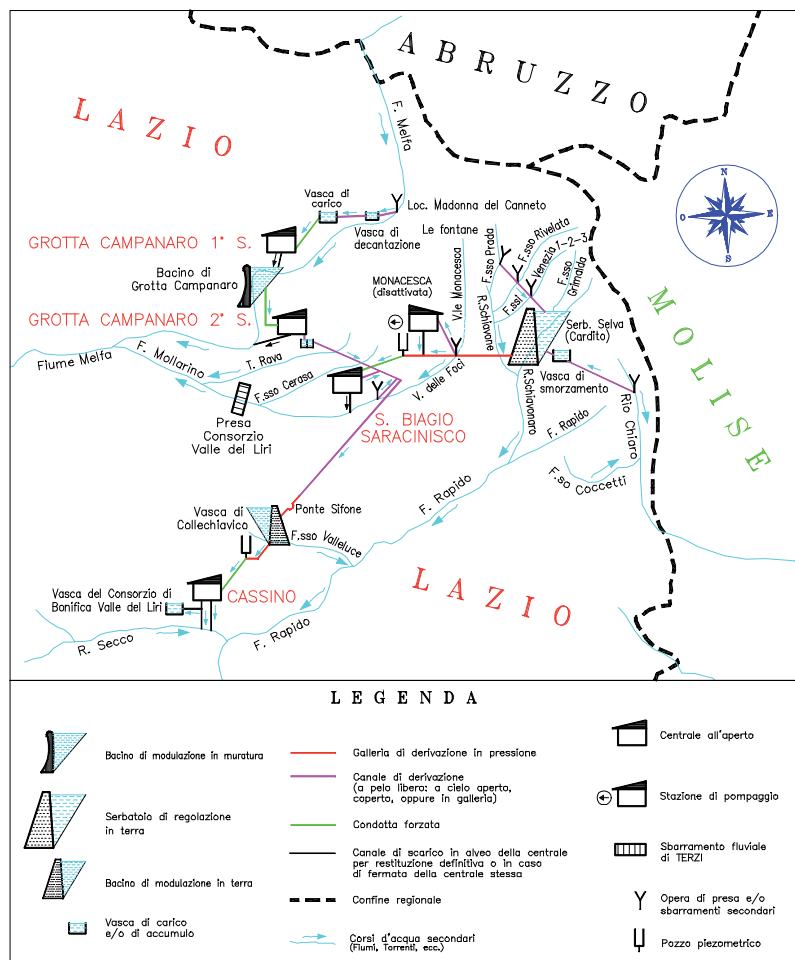 ABRUZZO
LAZIO
F. Melfa
Vasca di
carico
Loc. Madonna del Canneto
Vasca di
decantazione
Le fontane
GROTTA CAMPANARO 1° S.
Bacino di
Grotta Campanaro
GROTTA CAMPANARO 2° S.
MONACESCA
(disattivata)
V.le Monacesca
F.sso Prada
F.sso Rivelata
Venezia 1-2-3
F.ssi
F.sso
Grimalda
R.Schiavone
Serb. Selva
(Cardito)
Vasca di
smorzamento
N
O
E
S
MOLISE
Fiume Melfa
F. Mollarino
T. Rava
F.sso Cerasa
V. delle Foci
R.Schiavonaro
F. Rapido
Rio Chiaro
Presa
Consorzio
Valle dei Liri
S. BIAGIO
SARACINISCO
F.so Coccetti
F. Rapido
Vasca di
Collechiavico
Ponte Sifone
F.sso Valleluce
Vasca del Consorzio di
Bonifica Valle del Liri
CASSINO
LAZIO
R. Secco
F. Rapido
LEGENDA
Bacino di modulazione in muratura
Serbatoio di regolazione
in terra
Bacino di modulazione in terra
Vasca di carico
e/o di accumulo
Galleria di derivazione in pressione
Canale di derivazione
(a pelo libero: a cielo aperto,
coperto, oppure in galleria)
Condotta forzata
Canale di scarico in alveo della centrale
per restituzione definitiva o in caso
di fermata della centrale stessa
Confine regionale
Corsi d'acqua secondari
(Fiumi, Torrenti, ecc.)
Centrale all'aperto
Stazione di pompaggio
Sbarramento fluviale
di TERZI
Opera di presa e/o
sbarramenti secondari
Pozzo piezometrico